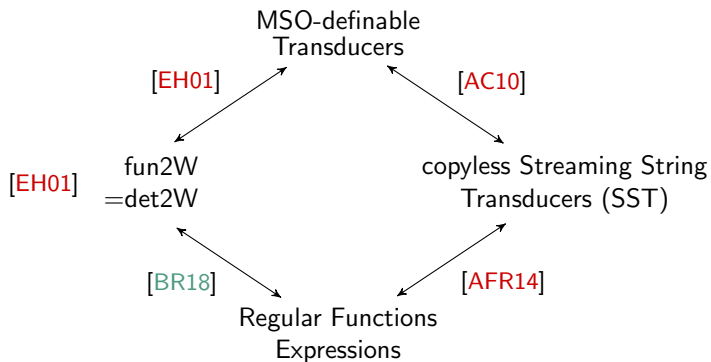 MSO-definable
Transducers
[EH01]
[AC10]
[EH01]
fun2W
=det2W
copyless Streaming String
Transducers (SST)
[BR18]
[AFR14]
Regular Functions
Expressions